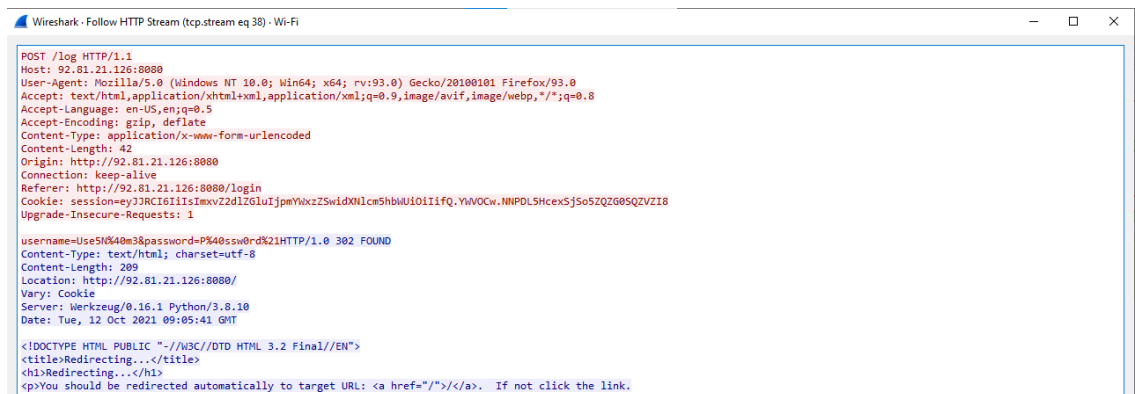 Wireshark · Follow HTTP Stream (tcp.stream eq 38) · Wi-Fi
POST /log HTTP/1.1
Host: 92.81.21.126:8080
User-Agent: Mozilla/5.0 (Windows NT 10.0; Win64; x64; rv:93.0) Gecko/20100101 Firefox/93.0
Accept: text/html,application/xhtml+xml,application/xml;q=0.9,image/avif,image/webp,*/*;q=0.8
Accept-Language: en-US,en;q=0.5
Accept-Encoding: gzip, deflate
Content-Type: application/x-www-form-urlencoded
Content-Length: 42
Origin: http://92.81.21.126:8080
Connection: keep-alive
Referer: http://92.81.21.126:8080/login
Cookie: session=eyJJRCI6IiIsImxvZ2dlZGluIjpmYWxzZSwidXNlcm5hbWUiOiIifQ.YWVOCw.NNPDL5HcexSjSo5ZQZG0SQZVZI8
Upgrade-Insecure-Requests: 1
username=Use5N%40m3&password=P%40ssw0rd%21HTTP/1.0 302 FOUND
Content-Type: text/html; charset=utf-8
Content-Length: 209
Location: http://92.81.21.126:8080/
Vary: Cookie
Server: Werkzeug/0.16.1 Python/3.8.10
Date: Tue, 12 Oct 2021 09:05:41 GMT
<!DOCTYPE HTML PUBLIC "-//W3C//DTD HTML 3.2 Final//EN">
<title>Redirecting...</title>
<h1>Redirecting...</h1>
<p>You should be redirected automatically to target URL: <a href="/">/</a>.  If not click the link.